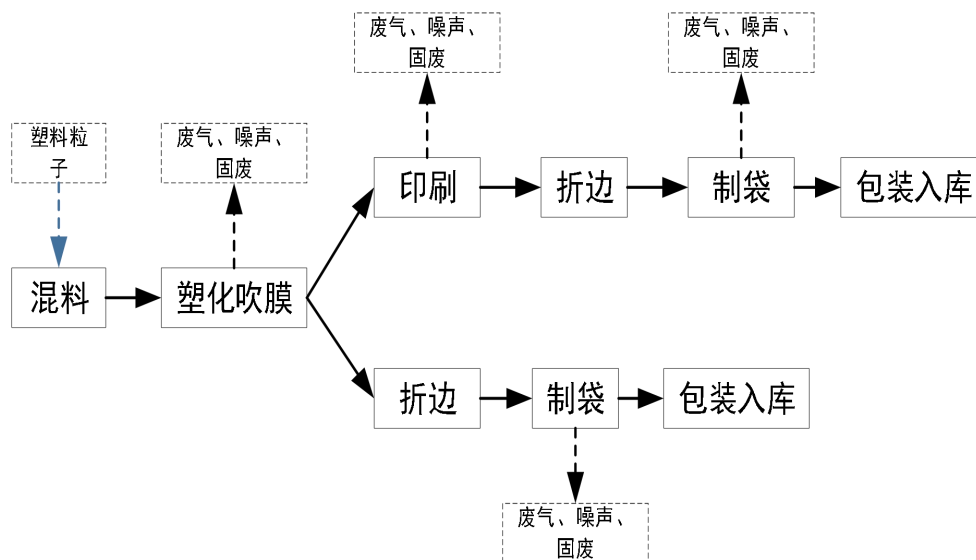 废气、噪声、
固废
废气、噪声、
固废
塑料粒
子
废气、噪声、
固废
印刷
折边
制袋
包装入库
混料
塑化吹膜
折边
制袋
包装入库
废气、噪声、
固废